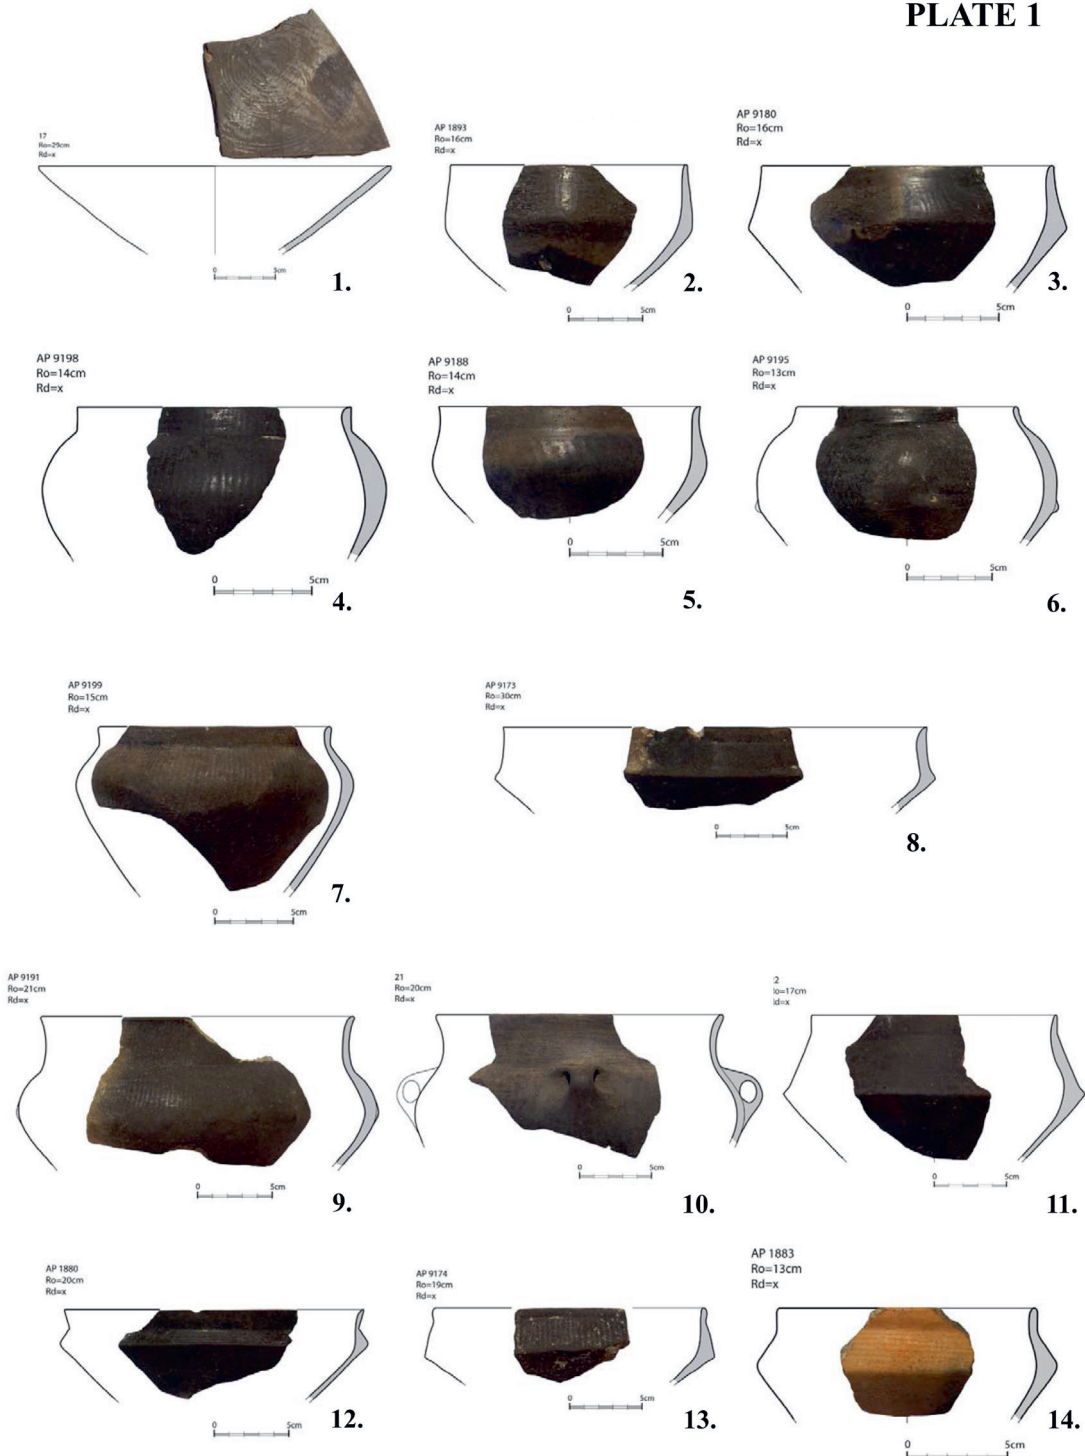 PLATE 1
17
Ro=29cm
Rd=x
0 5cm
1.
AP 1893
Ro=16cm
Rd=x
0 5cm
2.
AP 9180
Ro=16cm
Rd=x
0 5cm
3.
AP 9198
Ro=14cm
Rd=x
0 5cm
4.
AP 9188
Ro=14cm
Rd=x
0 5cm
5.
AP 9195
Ro=13cm
Rd=x
0 5cm
6.
AP 9199
Ro=15cm
Rd=x
0 5cm
7.
AP 9173
Ro=30cm
Rd=x
0 5cm
8.
AP 9191
Ro=21cm
Rd=x
0 5cm
9.
21
Ro=20cm
Rd=x
0 5cm
10.
2
o=17cm
d=x
0 5cm
11.
AP 1880
Ro=20cm
Rd=x
0 5cm
12.
AP 9174
Ro=19cm
Rd=x
0 5cm
13.
AP 1883
Ro=13cm
Rd=x
0 5cm
14.